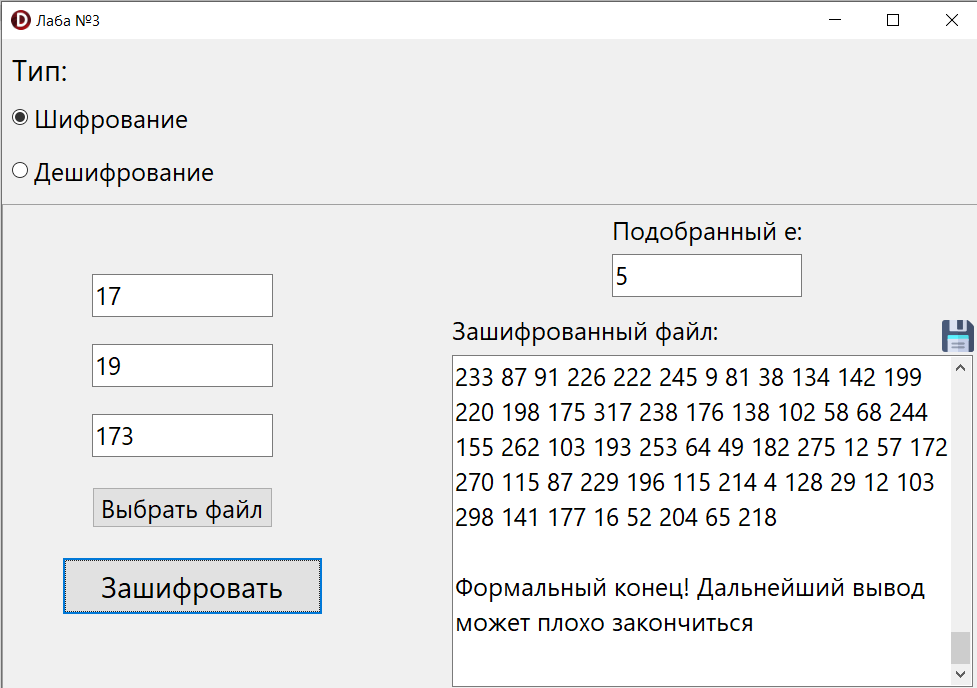 Лаба №3
Тип:
Шифрование
Дешифрование
17
19
173
Выбрать файл
Зашифровать
Подобранный e:
5
Зашифрованный файл:
233 87 91 226 222 245 9 81 38 134 142 199
220 198 175 317 238 176 138 102 58 68 244
155 262 103 193 253 64 49 182 275 12 57 172
270 115 87 229 196 115 214 4 128 29 12 103
298 141 177 16 52 204 65 218
Формальный конец! Дальнейший вывод
может плохо закончиться